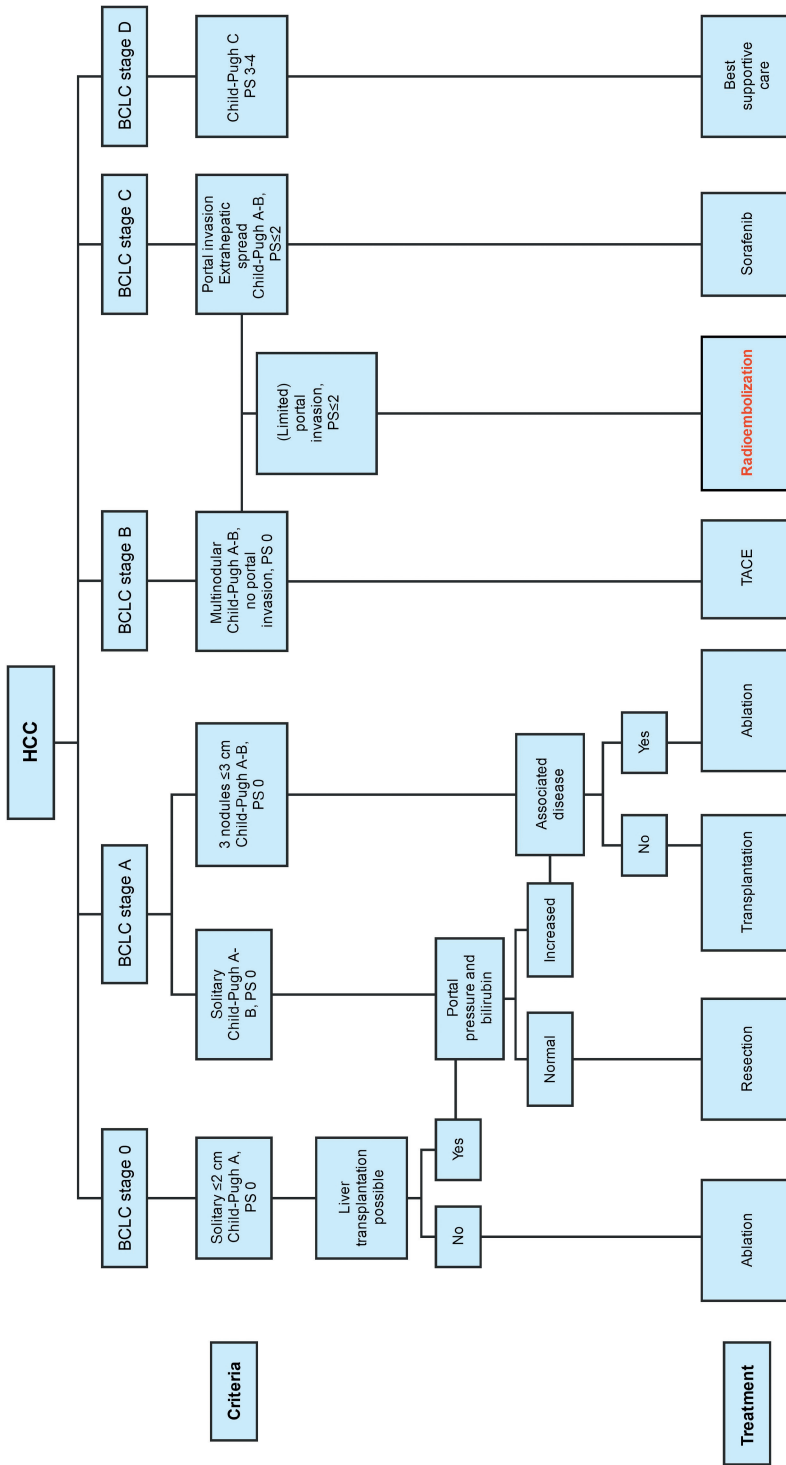 HCC
BCLC stage 0
BCLC stage A
BCLC stage B
BCLC stage C
BCLC stage D
Criteria
Solitary ≤2 cm
Child-Pugh A,
PS 0
Solitary
Child-Pugh A-
B, PS 0
3 nodules ≤3 cm
Child-Pugh A-B,
PS 0
Multinodular
Child-Pugh A-B,
no portal
invasion, PS 0
Portal invasion
Extrahepatic
spread
Child-Pugh A-B,
PS≤2
Child-Pugh C
PS 3-4
(Limited)
portal
invasion,
PS≤2
Liver
transplantation
possible
No
Yes
Portal
pressure and
bilirubin
Normal
Increased
Associated
disease
No
Yes
Treatment
Ablation
Resection
Transplantation
Ablation
TACE
Radioembolization
Sorafenib
Best
supportive
care